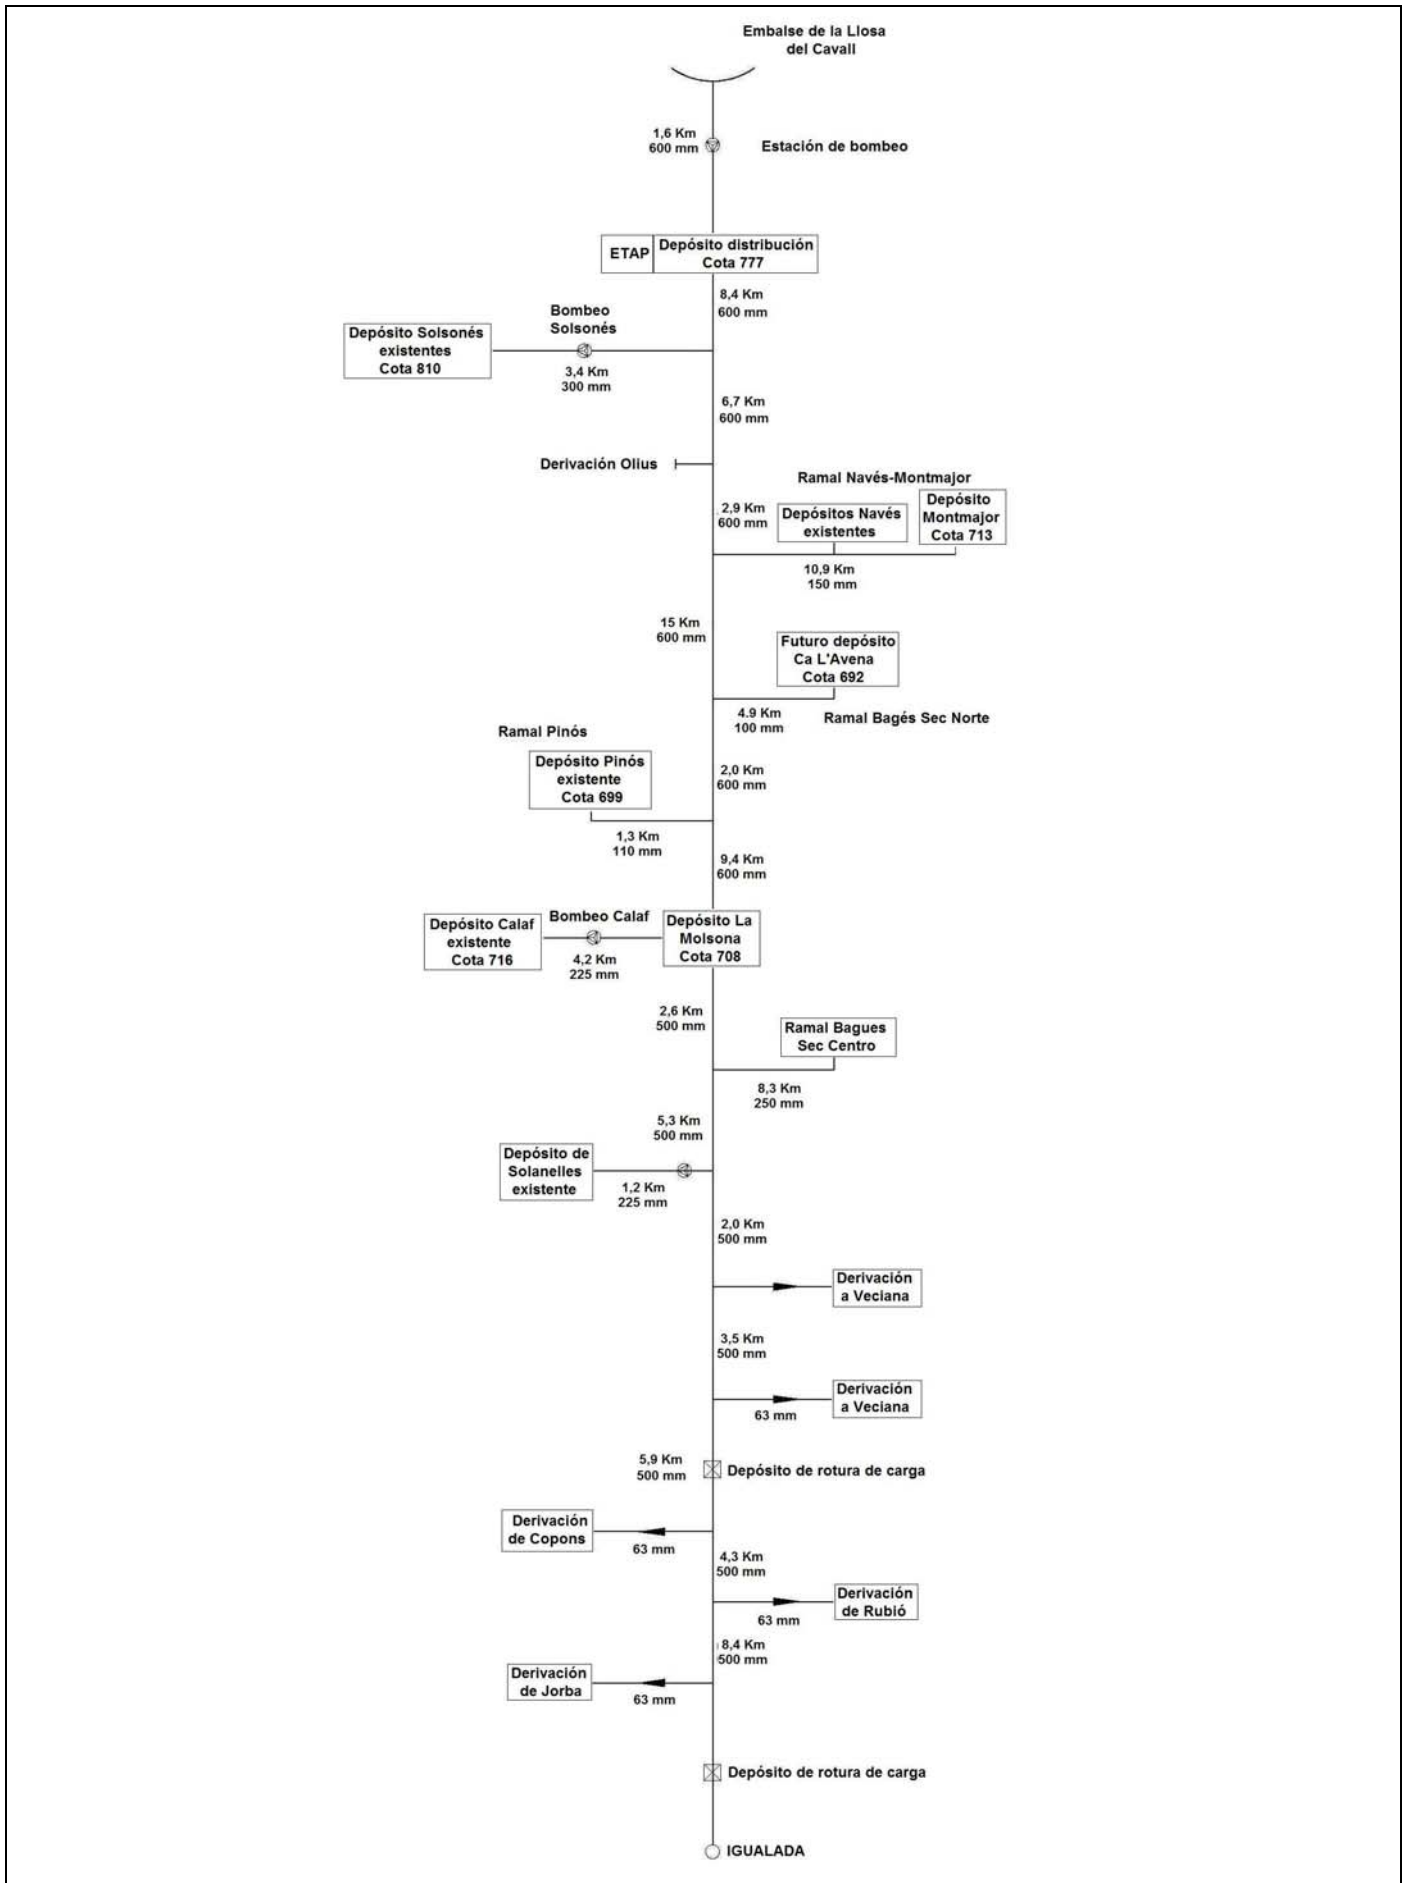 Embalse de la Llosa
del Cavall
1,6 Km
600 mm
Estación de bombeo
ETAP
Depósito distribución
Cota 777
8,4 Km
600 mm
Bombeo
Solsonés
Depósito Solsonés
existentes
Cota 810
3,4 Km
300 mm
6,7 Km
600 mm
Derivación Olius
Ramal Navés-Montmajor
2,9 Km
600 mm
Depósitos Navés
existentes
Depósito
Montmajor
Cota 713
10,9 Km
150 mm
15 Km
600 mm
Futuro depósito
Ca L'Avena
Cota 692
4.9 Km
100 mm
Ramal Bagés Sec Norte
Ramal Pinós
Depósito Pinós
existente
Cota 699
2,0 Km
600 mm
1,3 Km
110 mm
9,4 Km
600 mm
Depósito Calaf
existente
Cota 716
Bombeo Calaf
4,2 Km
225 mm
Depósito La
Molsona
Cota 708
2,6 Km
500 mm
Ramal Bagues
Sec Centro
8,3 Km
250 mm
5,3 Km
500 mm
Depósito de
Solanelles
existente
1,2 Km
225 mm
2,0 Km
500 mm
Derivación
a Veciana
3,5 Km
500 mm
Derivación
a Veciana
63 mm
5,9 Km
500 mm
Depósito de rotura de carga
Derivación
de Copons
63 mm
4,3 Km
500 mm
Derivación
de Rubió
63 mm
8,4 Km
500 mm
Derivación
de Jorba
63 mm
Depósito de rotura de carga
IGUALADA